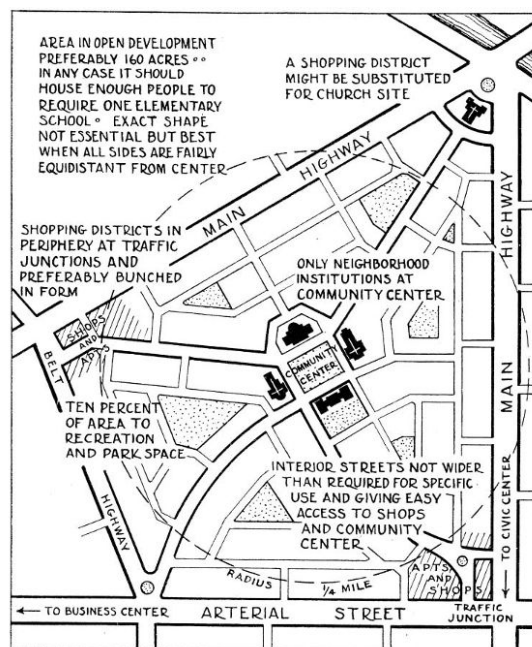 AREA IN OPEN DEVELOPMENT
PREFERABLY 160 ACRES ••
IN ANY CASE IT SHOULD
HOUSE ENOUGH PEOPLE TO
REQUIRE ONE ELEMENTARY
SCHOOL • EXACT SHAPE
NOT ESSENTIAL BUT BEST
WHEN ALL SIDES ARE FAIRLY
EQUIDISTANT FROM CENTER
A SHOPPING DISTRICT
MIGHT BE SUBSTITUTED
FOR CHURCH SITE
MAIN HIGHWAY
HIGHWAY
MAIN
SHOPPING DISTRICTS IN
PERIPHERY AT TRAFFIC
JUNCTIONS AND
PREFERABLY BUNCHED
IN FORM
ONLY NEIGHBORHOOD
INSTITUTIONS AT
COMMUNITY CENTER
SHOPS
AND
APTS
BELT
HIGHWAY
COMMUNITY
CENTER
TEN PERCENT
OF AREA TO
RECREATION
AND PARK SPACE
INTERIOR STREETS NOT WIDER
THAN REQUIRED FOR SPECIFIC
USE AND GIVING EASY
ACCESS TO SHOPS
AND COMMUNITY
CENTER
TO CIVIC CENTER
RADIUS 1/4 MILE
APTS
AND
SHOPS
← TO BUSINESS CENTER
ARTERIAL STREET
TRAFFIC
JUNCTION